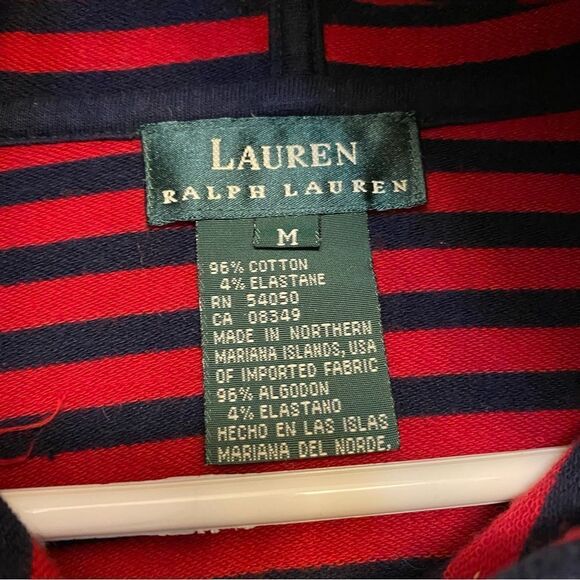 LAUREN
RALPH LAUREN
M
96% COTTON
4% ELASTANE
RN 54050
CA 08349
MADE IN NORTHERN
MARIANA ISLANDS, USA
OF IMPORTED FABRIC
96% ALGODON
4% ELASTANO
HECHO EN LAS ISLAS
MARIANA DEL NORDE,